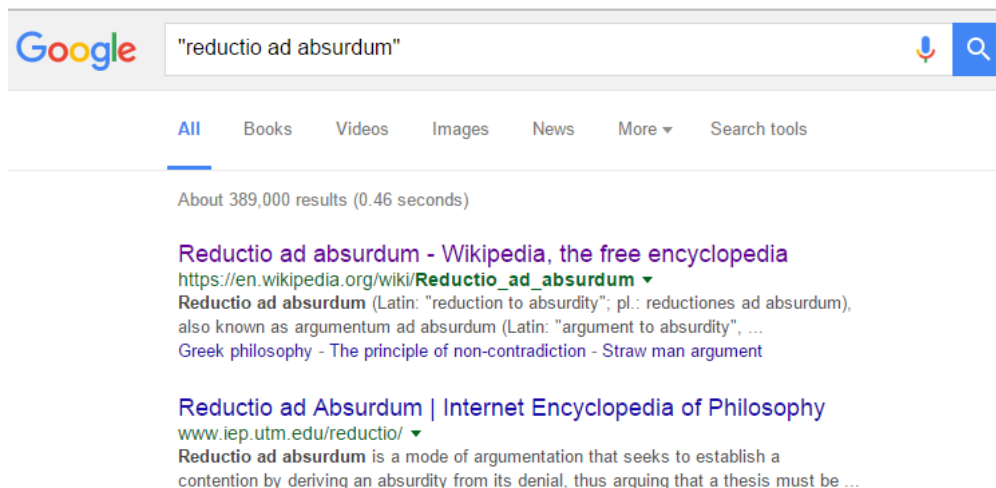 Google "reductio ad absurdum"
All Books Videos Images News More Search tools
About 389,000 results (0.46 seconds)
Reductio ad absurdum - Wikipedia, the free encyclopedia
https://en.wikipedia.org/wiki/Reductio_ad_absurdum
Reductio ad absurdum (Latin: "reduction to absurdity"; pl.: reductiones ad absurdum),
also known as argumentum ad absurdum (Latin: "argument to absurdity", ...
Greek philosophy - The principle of non-contradiction - Straw man argument
Reductio ad Absurdum | Internet Encyclopedia of Philosophy
www.iep.utm.edu/reductio/
Reductio ad absurdum is a mode of argumentation that seeks to establish a
contention by deriving an absurdity from its denial, thus arguing that a thesis must be ...